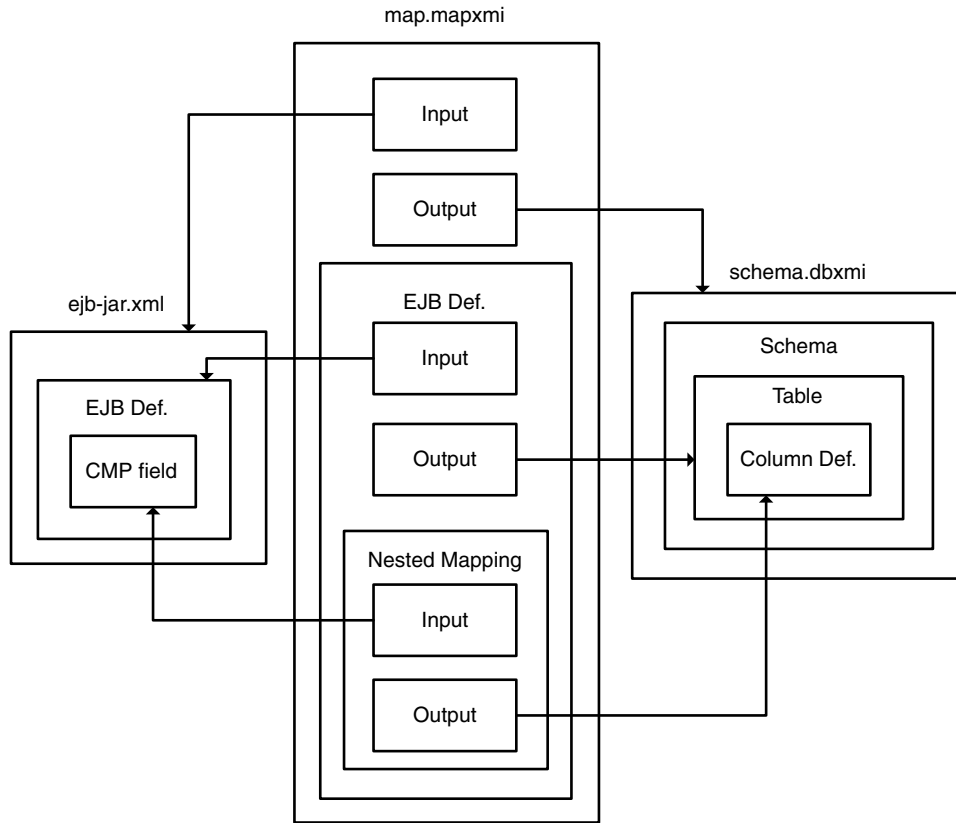 map.mapxmi
Input
Output
EJB Def.
Input
Output
Nested Mapping
Input
Output
ejb-jar.xml
EJB Def.
CMP field
schema.dbxmi
Schema
Table
Column Def.